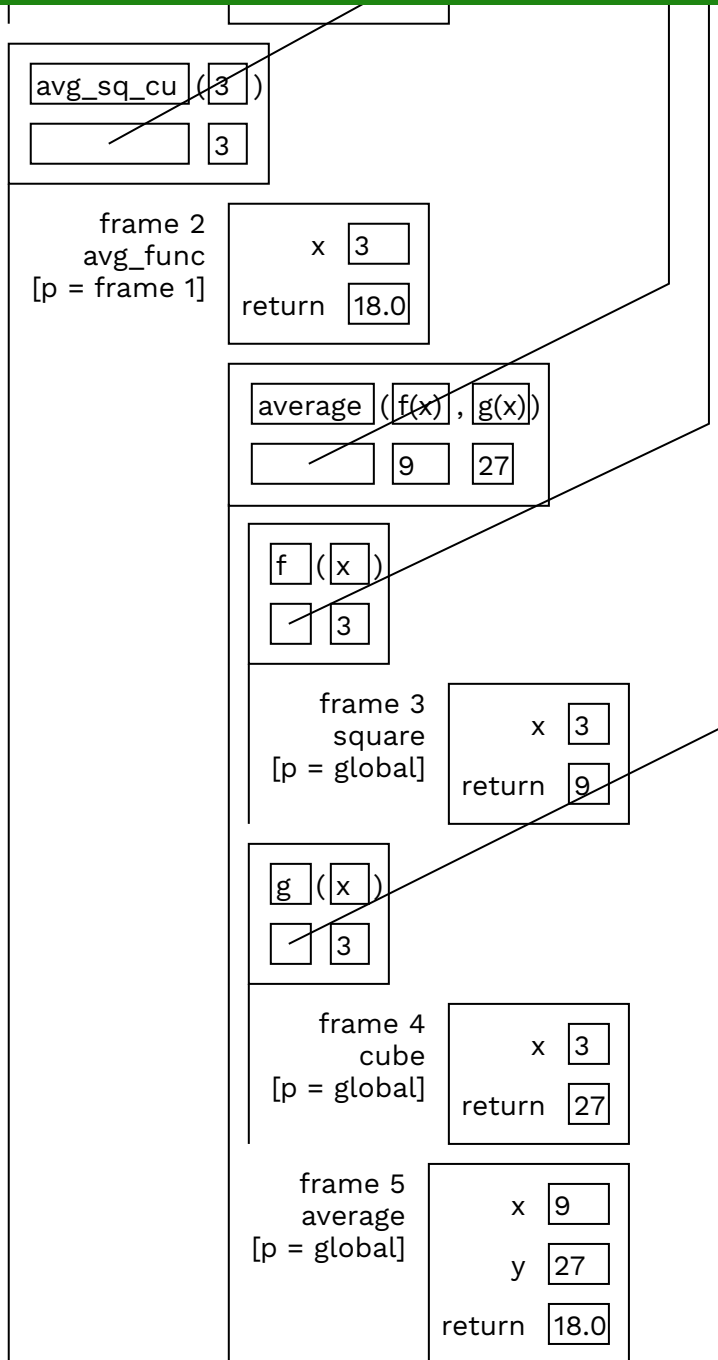 avg_sq_cu ( 3 )
3
frame 2
avg_func
[p = frame 1]
x 3
return 18.0
average ( f(x) , g(x) )
9 27
f ( x )
3
frame 3
square
[p = global]
x 3
return 9
g ( x )
3
frame 4
cube
[p = global]
x 3
return 27
frame 5
average
[p = global]
x 9
y 27
return 18.0